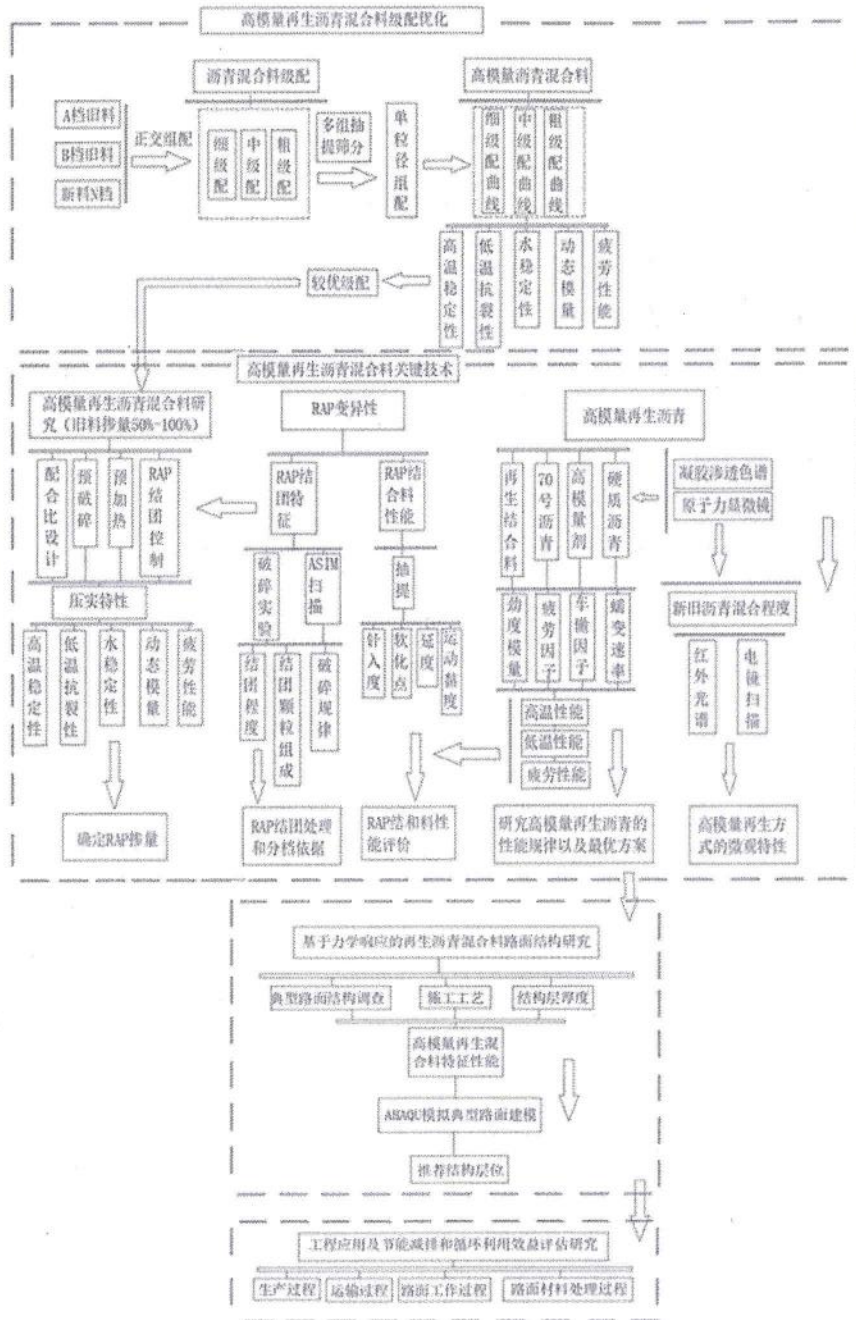 高模量再生沥青混合料级配优化
沥青混合料级配
高模量沥青混合料
A档旧料
B档旧料
新料N档
正交组配
细级配
中级配
粗级配
多组抽
提筛分
单粒径组配
细级配曲线
中级配曲线
粗级配曲线
高温稳定性
低温抗裂性
水稳定性
动态模量
疲劳性能
较优级配
高模量再生沥青混合料关键技术
高模量再生沥青混合料研
究（旧料掺量50%-100%）
RAP变异性
高模量再生沥青
配合比设计
预破碎
预加热
RAP结团控制
RAP结团特征
RAP结合料性能
再生结合料
70号沥青
高模量剂
硬质沥青
凝胶渗透色谱
原子力显微镜
压实特性
破碎实验
ASIM扫描
抽提
劲度模量
疲劳因子
车辙因子
蠕变速率
新旧沥青混合程度
高温稳定性
低温抗裂性
水稳定性
动态模量
疲劳性能
结团程度
结团颗粒组成
破碎规律
针入度
软化点
延度
运动黏度
高温性能
低温性能
疲劳性能
红外光谱
电镜扫描
确定RAP掺量
RAP结团处理
和分档依据
RAP结和料性
能评价
研究高模量再生沥青的
性能规律以及最优方案
高模量再生方
式的微观特性
基于力学响应的再生沥青混合料路面结构研究
典型路面结构调查
施工工艺
结构层厚度
高模量再生混
合料特征性能
ABAQU模拟典型路面建模
推荐结构层位
工程应用及节能减排和循环利用效益评估研究
生产过程
运输过程
路面工作过程
路面材料处理过程